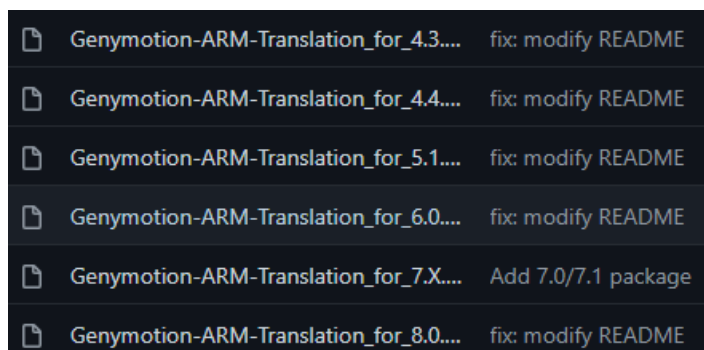 Genymotion-ARM-Translation_for_4.3.... fix: modify README
Genymotion-ARM-Translation_for_4.4.... fix: modify README
Genymotion-ARM-Translation_for_5.1.... fix: modify README
Genymotion-ARM-Translation_for_6.0.... fix: modify README
Genymotion-ARM-Translation_for_7.X.... Add 7.0/7.1 package
Genymotion-ARM-Translation_for_8.0.... fix: modify README